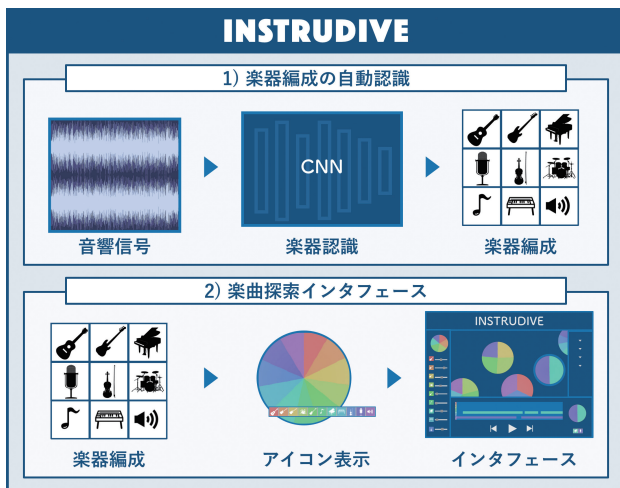 INSTRUDIVE
1) 楽器編成の自動認識
CNN
音響信号
楽器認識
楽器編成
2) 楽曲探索インタフェース
INSTRUDIVE
楽器編成
アイコン表示
インタフェース